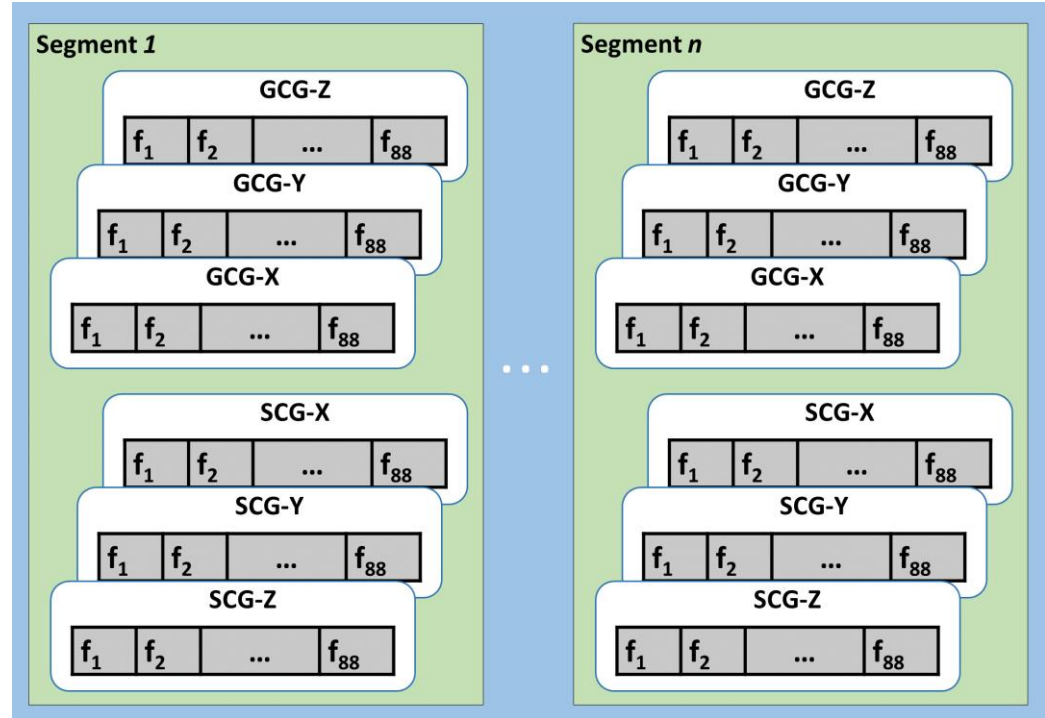 Segment 1
GCG-Z
f1 f2 ... f88
GCG-Y
f1 f2 ... f88
GCG-X
f1 f2 ... f88
SCG-X
f1 f2 ... f88
SCG-Y
f1 f2 ... f88
SCG-Z
f1 f2 ... f88
...
Segment n
GCG-Z
f1 f2 ... f88
GCG-Y
f1 f2 ... f88
GCG-X
f1 f2 ... f88
SCG-X
f1 f2 ... f88
SCG-Y
f1 f2 ... f88
SCG-Z
f1 f2 ... f88